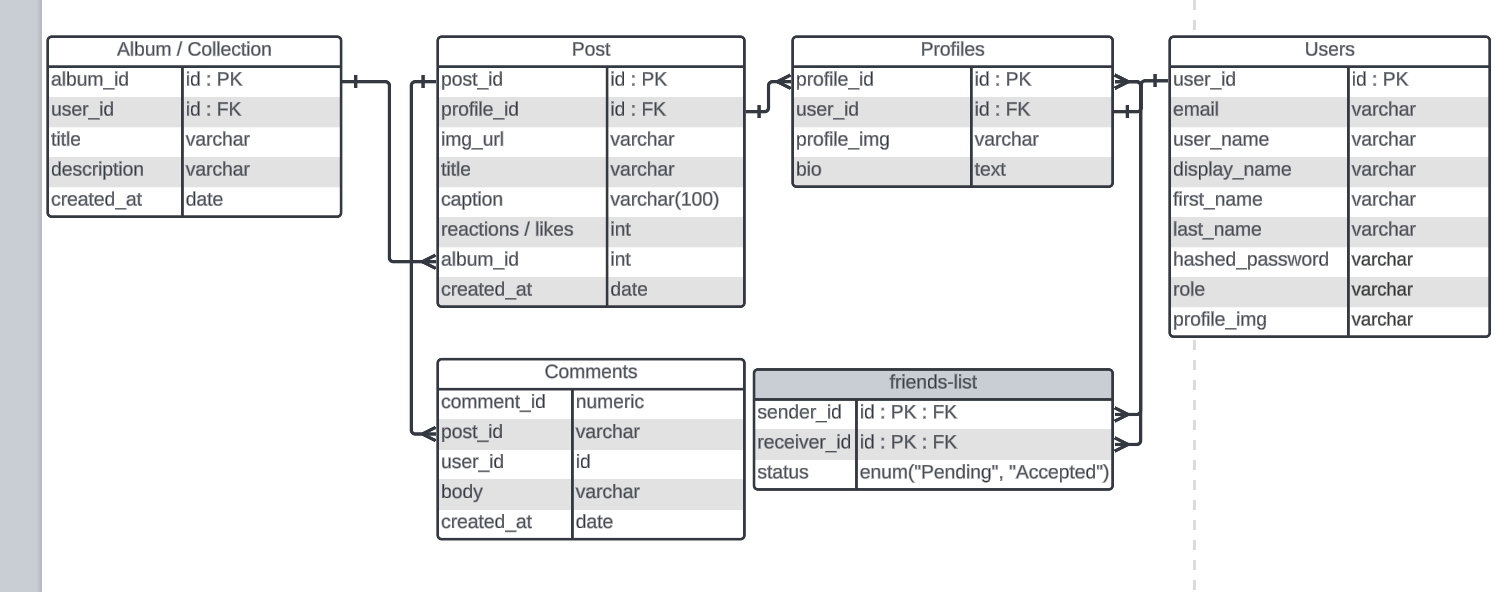 Album / Collection
album_id id : PK
user_id id : FK
title varchar
description varchar
created_at date
Post
post_id id : PK
profile_id id : FK
img_url varchar
title varchar
caption varchar(100)
reactions / likes int
album_id int
created_at date
Profiles
profile_id id : PK
user_id id : FK
profile_img varchar
bio text
Users
user_id id : PK
email varchar
user_name varchar
display_name varchar
first_name varchar
last_name varchar
hashed_password varchar
role varchar
profile_img varchar
Comments
comment_id numeric
post_id varchar
user_id id
body varchar
created_at date
friends-list
sender_id id : PK : FK
receiver_id id : PK : FK
status enum("Pending", "Accepted")